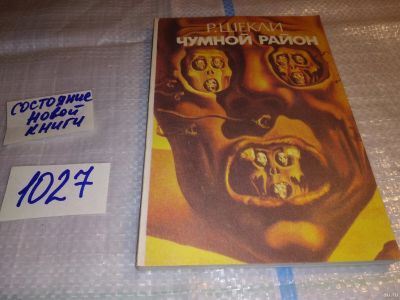 Р. ШЕКЛИ
ЧУМНОЙ РАЙОН
СОСТОЯНИЕ
НОВОЙ
КНИГИ
1027